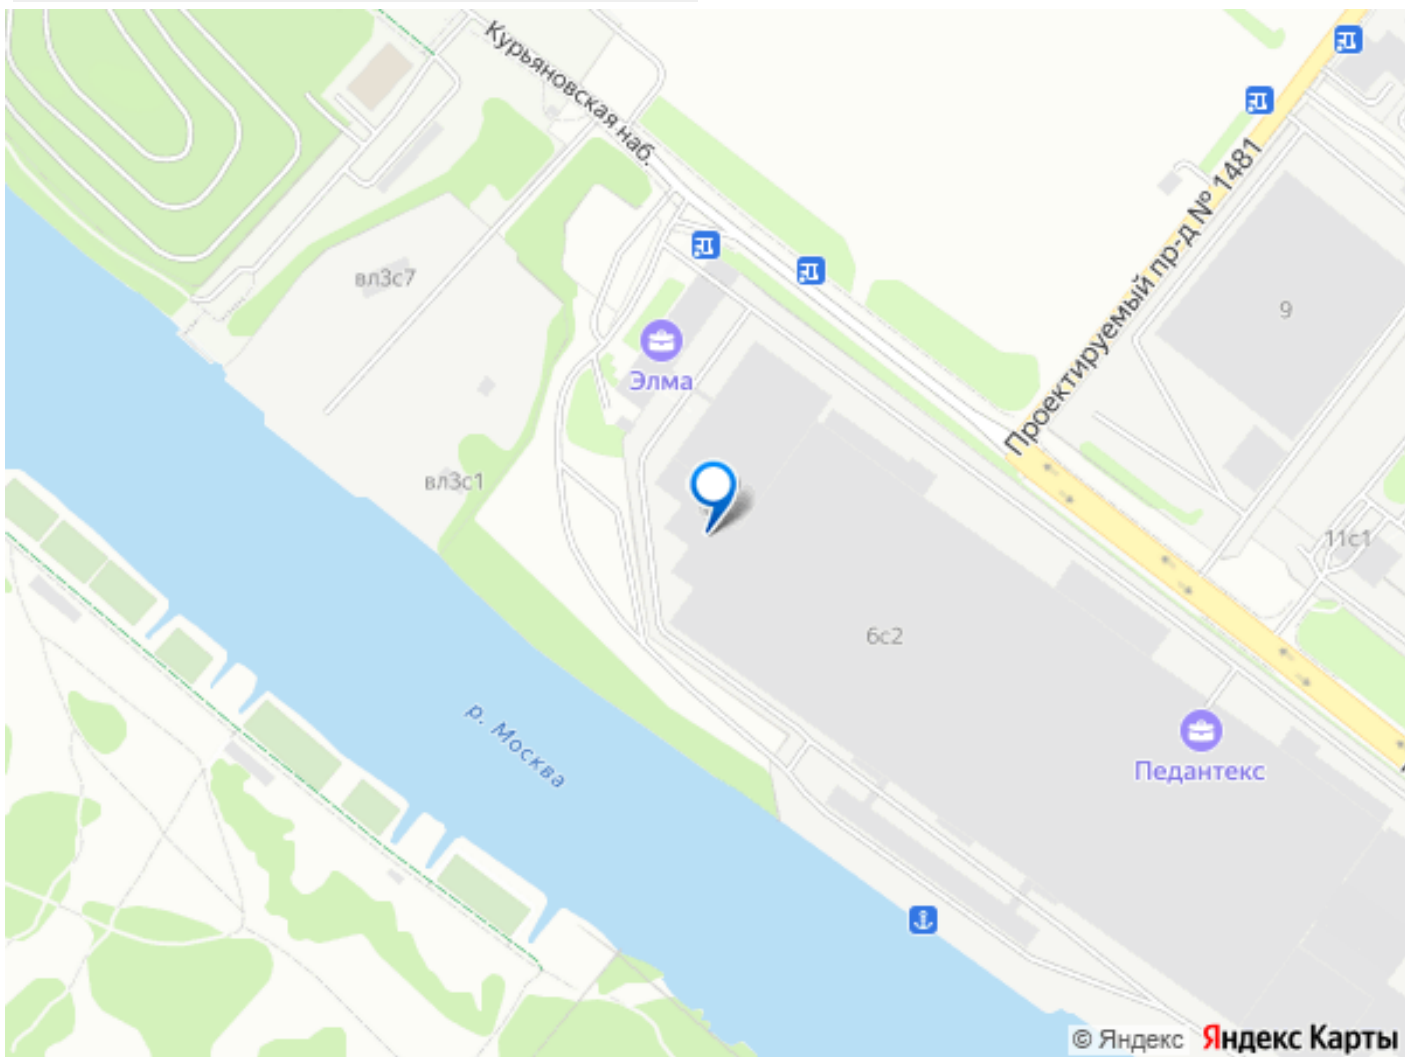 Курьяновская наб.
Проектируемый пр-д № 1481
вл3с7
9
Элма
вл3с1
11с1
6с2
р. Москва
Педантекс
© Яндекс Яндекс Карты